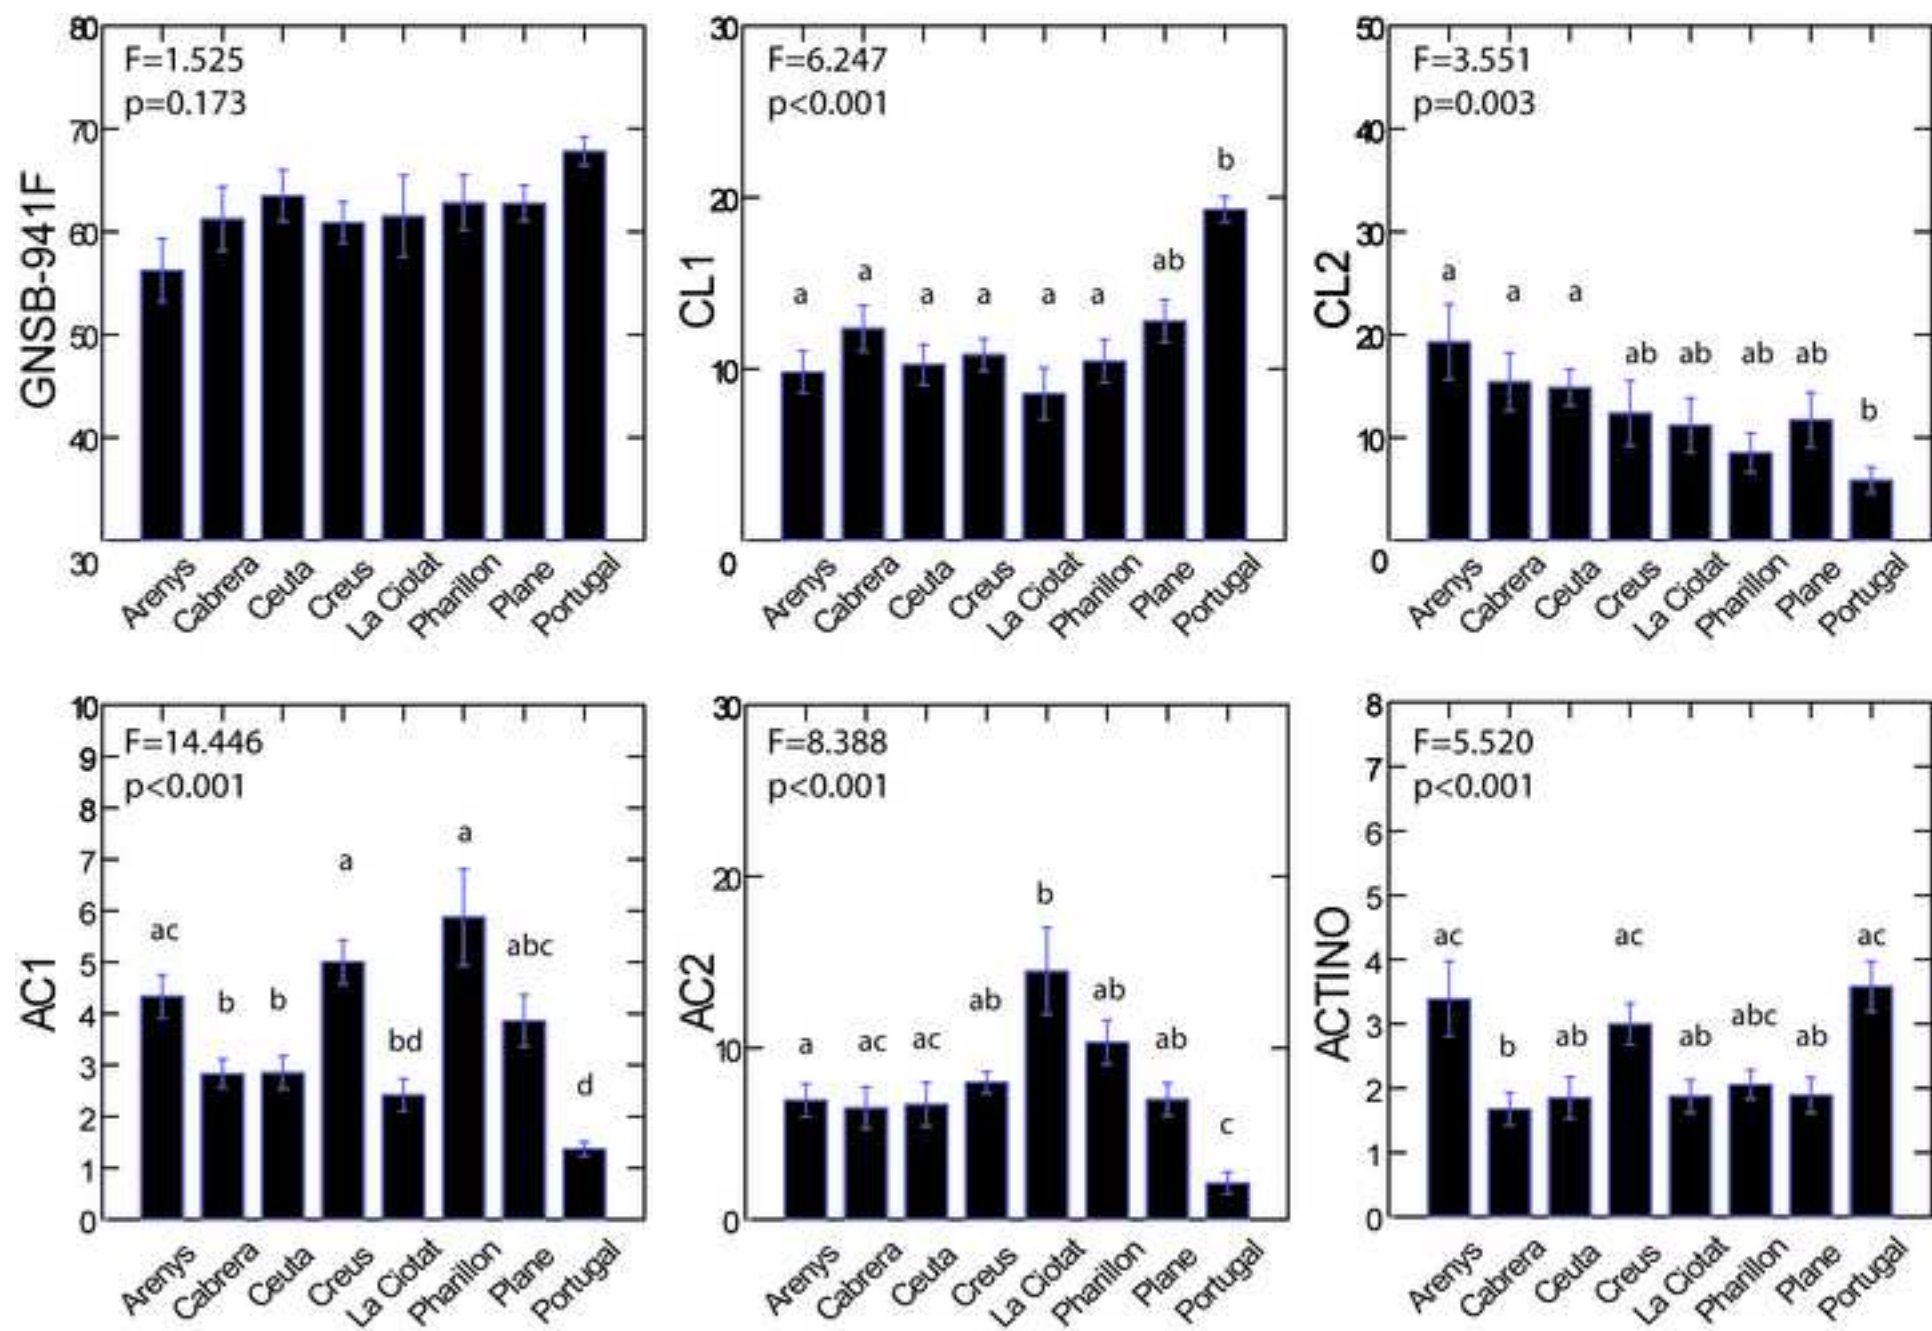 GNSB-941F
F=1.525
p=0.173
80
70
60
50
40
30
Arenys
Cabrera
Ceuta
Creus
La Ciotat
Pharillon
Plane
Portugal
CL1
F=6.247
p<0.001
30
20
10
0
a
a
a
a
a
a
ab
b
Arenys
Cabrera
Ceuta
Creus
La Ciotat
Pharillon
Plane
Portugal
CL2
F=3.551
p=0.003
50
40
30
20
10
0
a
a
a
ab
ab
ab
ab
b
Arenys
Cabrera
Ceuta
Creus
La Ciotat
Pharillon
Plane
Portugal
AC1
F=14.446
p<0.001
10
9
8
7
6
5
4
3
2
1
0
ac
b
b
a
bd
a
abc
d
Arenys
Cabrera
Ceuta
Creus
La Ciotat
Pharillon
Plane
Portugal
AC2
F=8.388
p<0.001
30
20
10
0
a
ac
ac
ab
b
ab
ab
c
Arenys
Cabrera
Ceuta
Creus
La Ciotat
Pharillon
Plane
Portugal
ACTINO
F=5.520
p<0.001
8
7
6
5
4
3
2
1
0
ac
b
ab
ac
ab
abc
ab
ac
Arenys
Cabrera
Ceuta
Creus
La Ciotat
Pharillon
Plane
Portugal